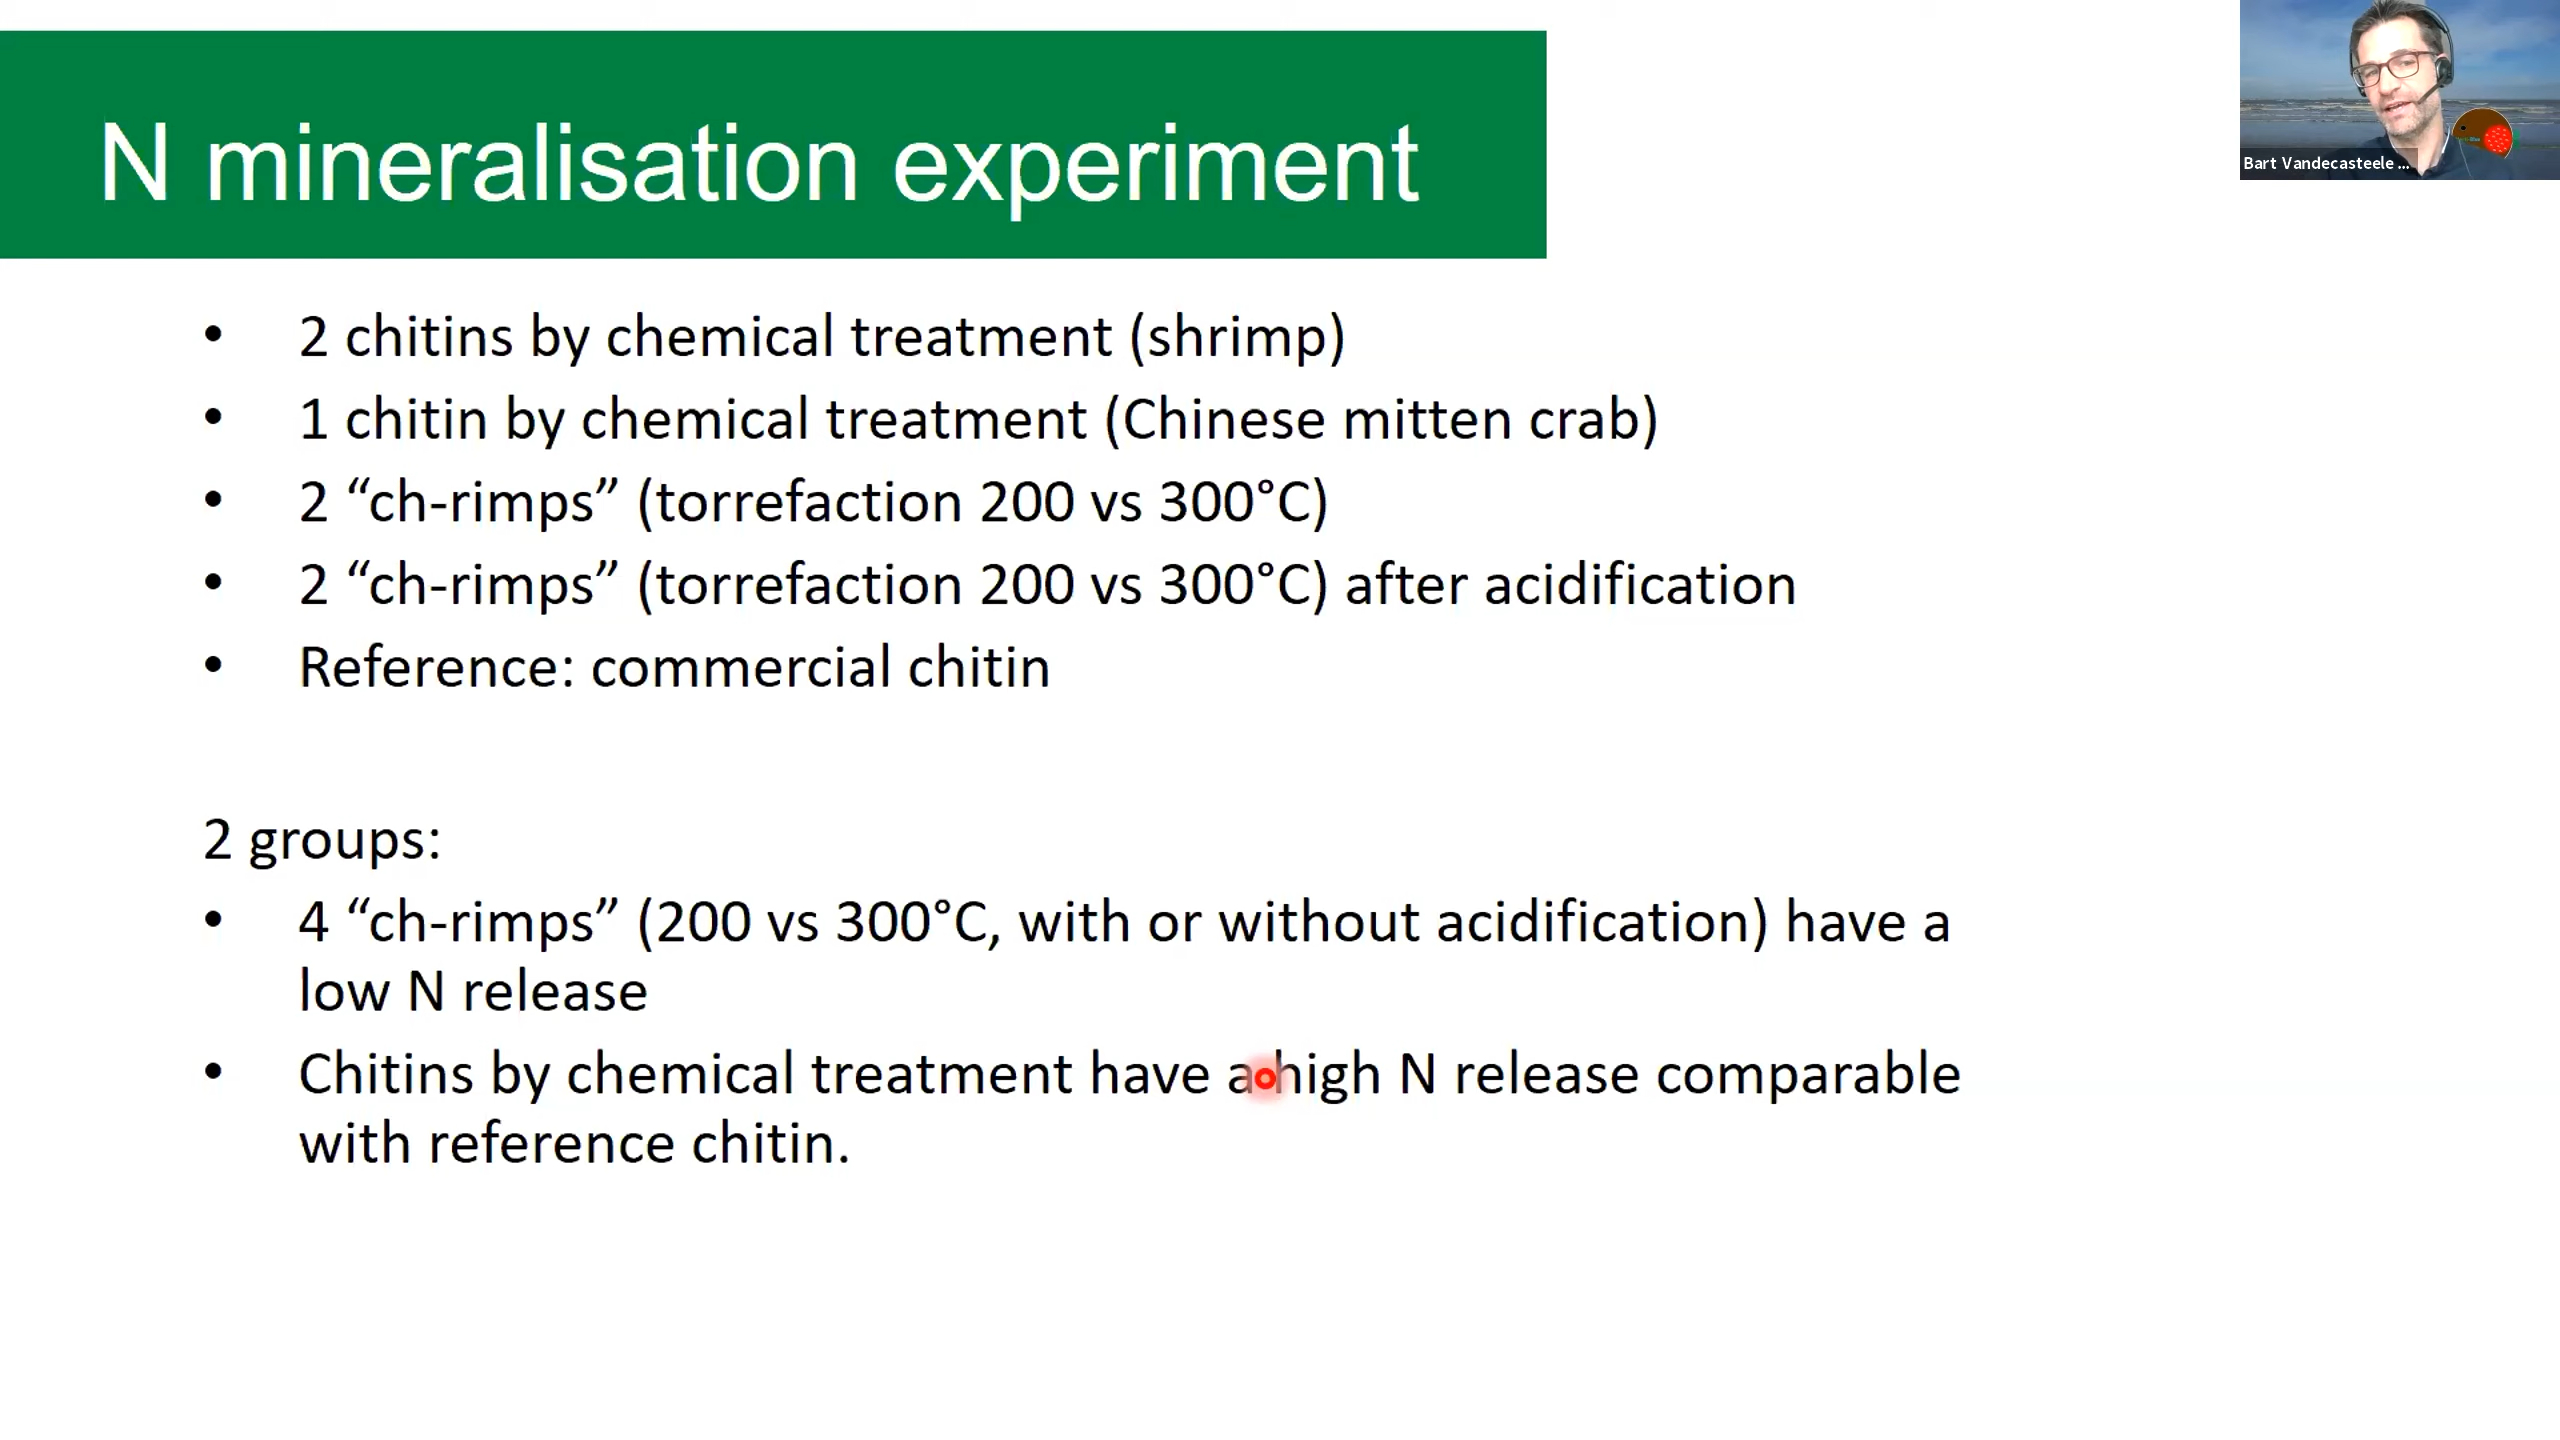 N mineralisation experiment
Bart Vandecasteele ...
• 2 chitins by chemical treatment (shrimp)
• 1 chitin by chemical treatment (Chinese mitten crab)
• 2 “ch-rimps” (torrefaction 200 vs 300°C)
• 2 “ch-rimps” (torrefaction 200 vs 300°C) after acidification
• Reference: commercial chitin
2 groups:
• 4 “ch-rimps” (200 vs 300°C, with or without acidification) have a
low N release
• Chitins by chemical treatment have a high N release comparable
with reference chitin.